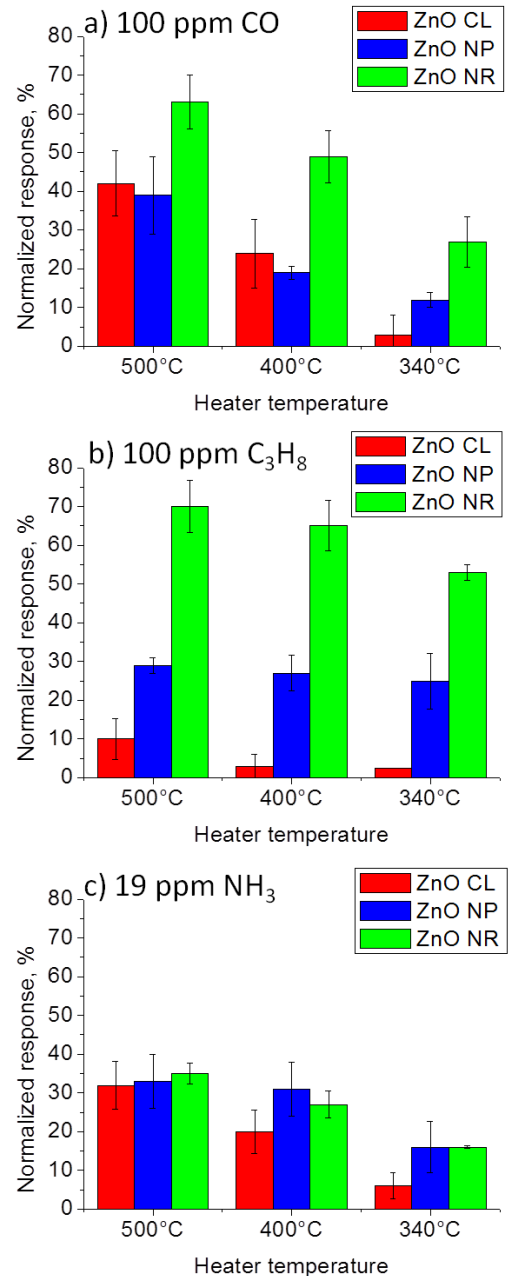 a) 100 ppm CO
ZnO CL
ZnO NP
ZnO NR
80
70
60
50
40
30
20
10
0
Normalized response, %
500°C 400°C 340°C
Heater temperature
b) 100 ppm C₃H₈
ZnO CL
ZnO NP
ZnO NR
80
70
60
50
40
30
20
10
0
Normalized response, %
500°C 400°C 340°C
Heater temperature
c) 19 ppm NH₃
ZnO CL
ZnO NP
ZnO NR
80
70
60
50
40
30
20
10
0
Normalized response, %
500°C 400°C 340°C
Heater temperature